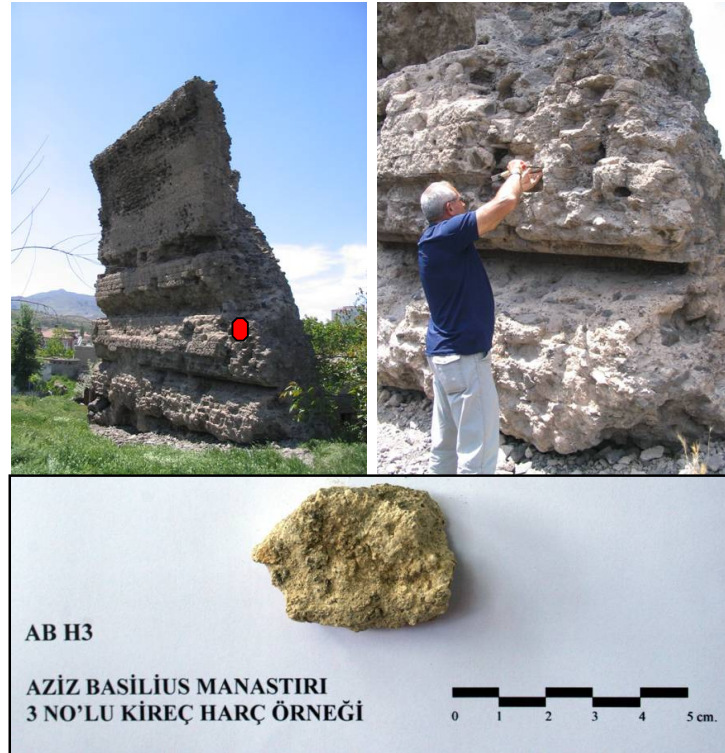 AB H3
AZİZ BASİLİUS MANASTIRI
3 NO'LU KİREÇ HARÇ ÖRNEĞİ
0 1 2 3 4 5 cm.